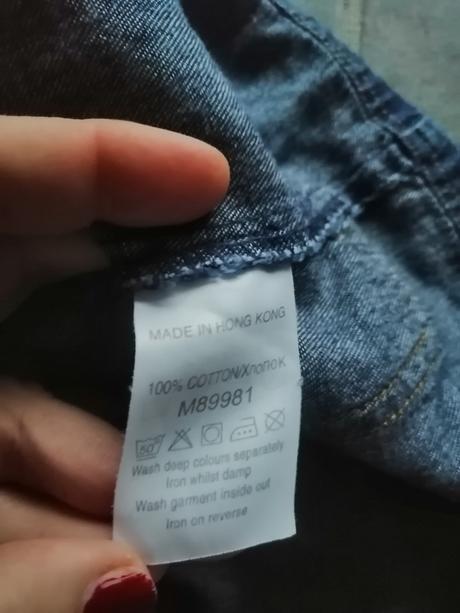 MADE IN HONG KONG
100% COTTON/Хлопок
M89981
50°
Wash deep colours separately
Iron whilst damp
Wash garment inside out
Iron on reverse